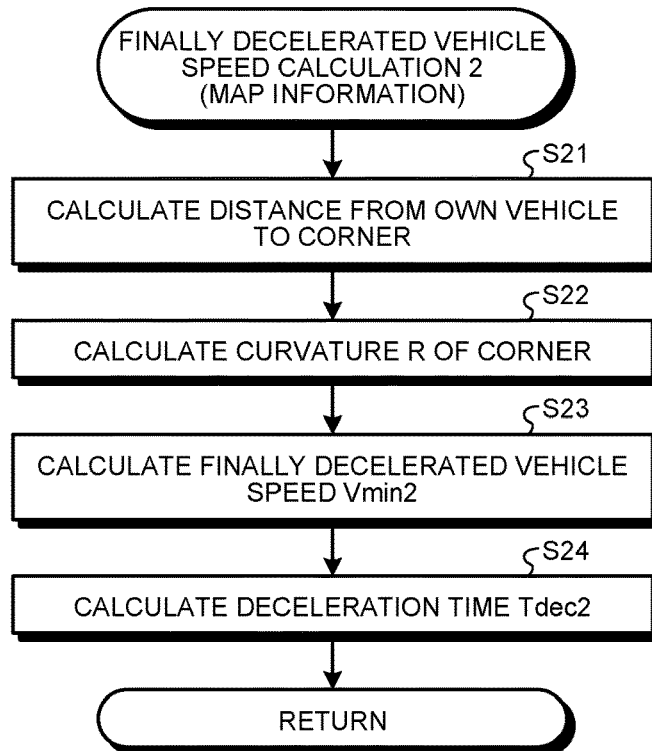 FINALLY DECELERATED VEHICLE
SPEED CALCULATION 2
(MAP INFORMATION)
S21
CALCULATE DISTANCE FROM OWN VEHICLE
TO CORNER
S22
CALCULATE CURVATURE R OF CORNER
S23
CALCULATE FINALLY DECELERATED VEHICLE
SPEED Vmin2
S24
CALCULATE DECELERATION TIME Tdec2
RETURN